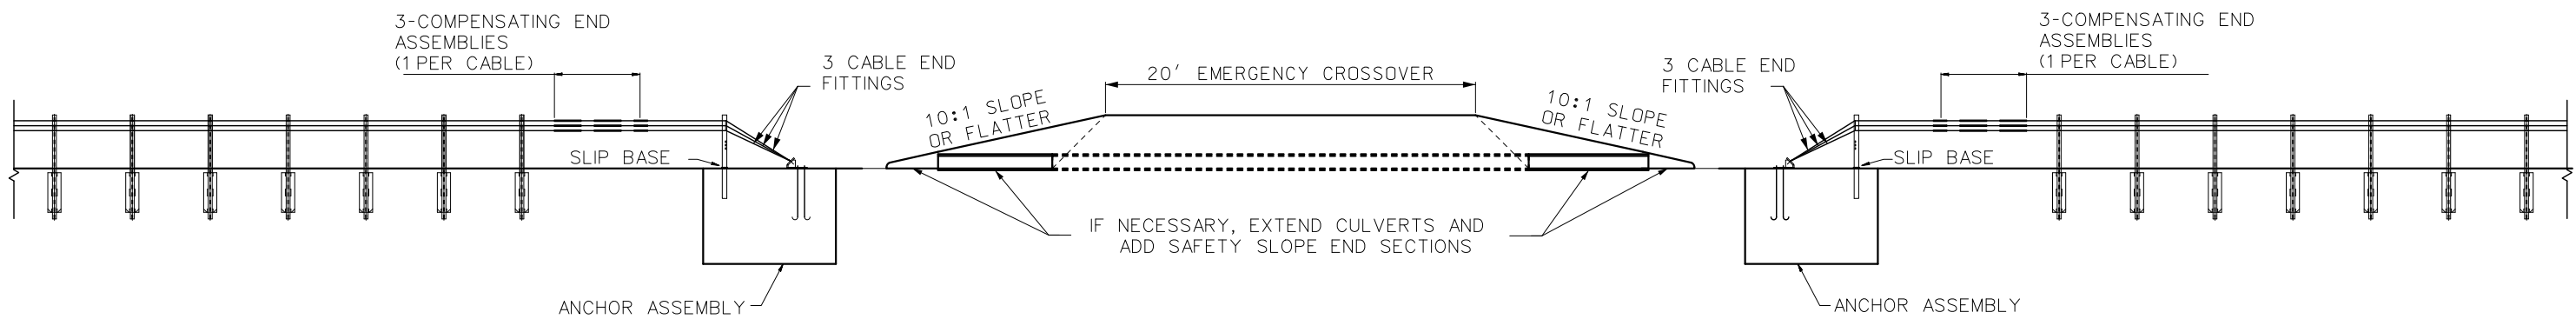 3-COMPENSATING END
ASSEMBLIES
(1 PER CABLE)
3 CABLE END
FITTINGS
SLIP BASE
ANCHOR ASSEMBLY
10:1 SLOPE
OR FLATTER
20' EMERGENCY CROSSOVER
10:1 SLOPE
OR FLATTER
IF NECESSARY, EXTEND CULVERTS AND
ADD SAFETY SLOPE END SECTIONS
3 CABLE END
FITTINGS
3-COMPENSATING END
ASSEMBLIES
(1 PER CABLE)
SLIP BASE
ANCHOR ASSEMBLY